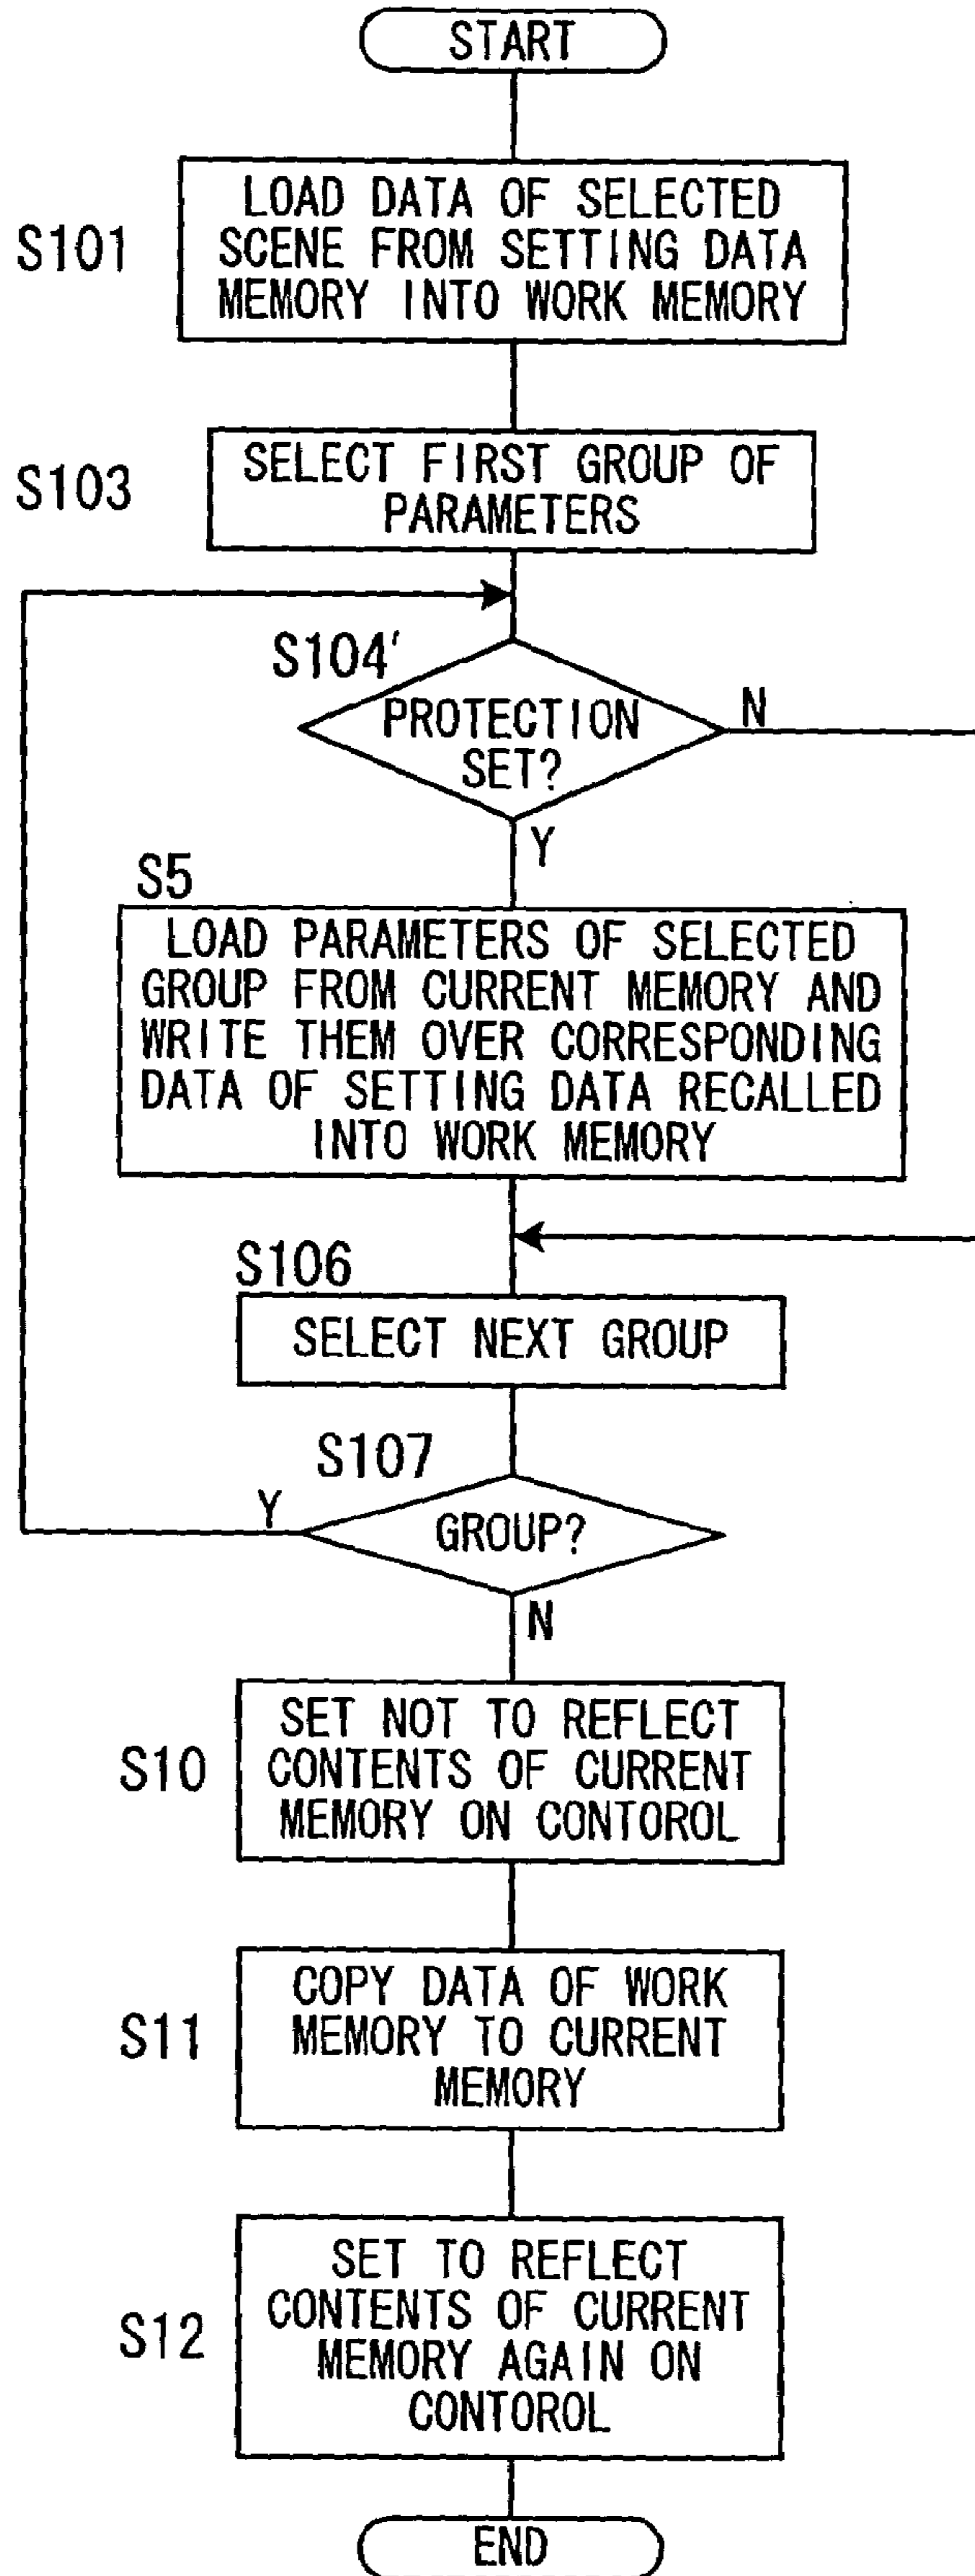 START
S101
LOAD DATA OF SELECTED
SCENE FROM SETTING DATA
MEMORY INTO WORK MEMORY
S103
SELECT FIRST GROUP OF
PARAMETERS
S104'
PROTECTION
SET?
N
Y
S5
LOAD PARAMETERS OF SELECTED
GROUP FROM CURRENT MEMORY AND
WRITE THEM OVER CORRESPONDING
DATA OF SETTING DATA RECALLED
INTO WORK MEMORY
S106
SELECT NEXT GROUP
S107
Y
GROUP?
N
S10
SET NOT TO REFLECT
CONTENTS OF CURRENT
MEMORY ON CONTOROL
S11
COPY DATA OF WORK
MEMORY TO CURRENT
MEMORY
S12
SET TO REFLECT
CONTENTS OF CURRENT
MEMORY AGAIN ON
CONTOROL
END